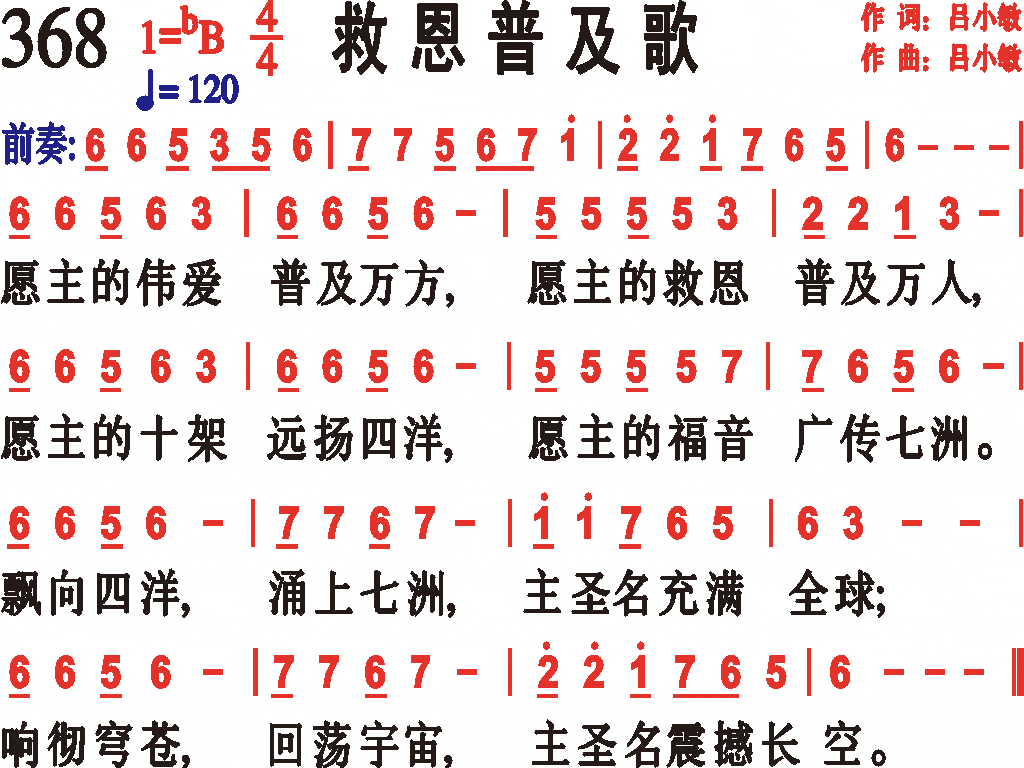 368 1=ᵇB 4/4 救恩普及歌 作词：吕小敏
♩= 120 作曲：吕小敏
前奏: 6 6 5 3 5 6 | 7 7 5 6 7 i | 2̇ 2̇ i 7 6 5 | 6 - - - |
6 6 5 6 3 | 6 6 5 6 - | 5 5 5 5 3 | 2 2 1 3 - |
愿主的伟爱 普及万方, 愿主的救恩 普及万人,
6 6 5 6 3 | 6 6 5 6 - | 5 5 5 5 7 | 7 6 5 6 - |
愿主的十架 远扬四洋, 愿主的福音 广传七洲。
6 6 5 6 - | 7 7 6 7 - | i i 7 6 5 | 6 3 - - |
飘向四洋, 涌上七洲, 主圣名充满 全球;
6 6 5 6 - | 7 7 6 7 - | 2̇ 2̇ i 7 6 5 | 6 - - - ‖
响彻穹苍, 回荡宇宙, 主圣名震撼长 空。